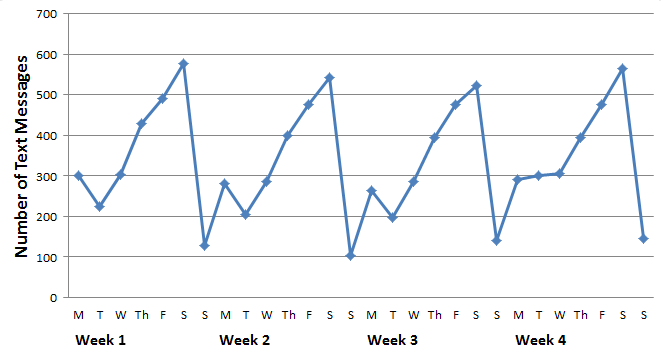 Number of Text Messages
700
600
500
400
300
200
100
0
M T W Th F S S M T W Th F S S M T W Th F S S M T W Th F S S
Week 1 Week 2 Week 3 Week 4